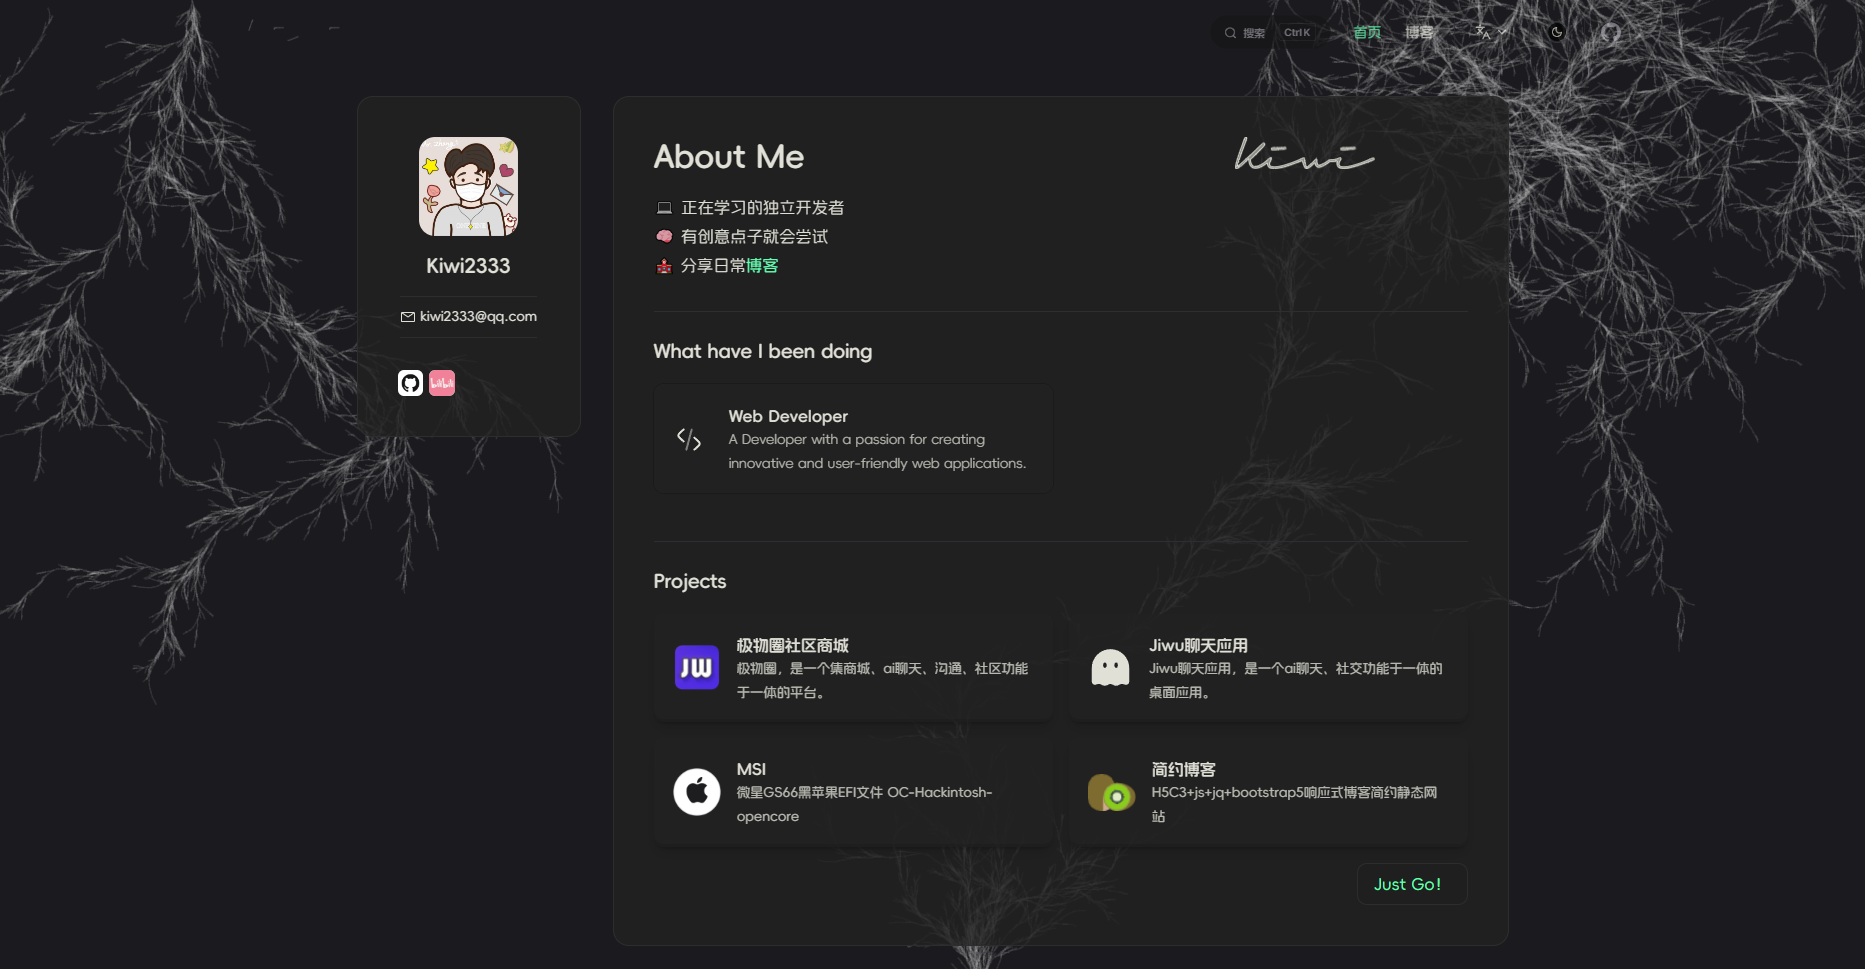 搜索 Ctrl K 首页 博客
Kiwi2333
kiwi2333@qq.com
bilibili
About Me
Kiwi
正在学习的独立开发者
有创意点子就会尝试
分享日常博客
What have I been doing
Web Developer
A Developer with a passion for creating
innovative and user-friendly web applications.
Projects
JW
极物圈社区商城
极物圈，是一个集商城、ai聊天、沟通、社区功能
于一体的平台。
Jiwu聊天应用
Jiwu聊天应用，是一个ai聊天、社交功能于一体的
桌面应用。
MSI
微星GS66黑苹果EFI文件 OC-Hackintosh-
opencore
简约博客
H5C3+js+jq+bootstrap5响应式博客简约静态网
站
Just Go!